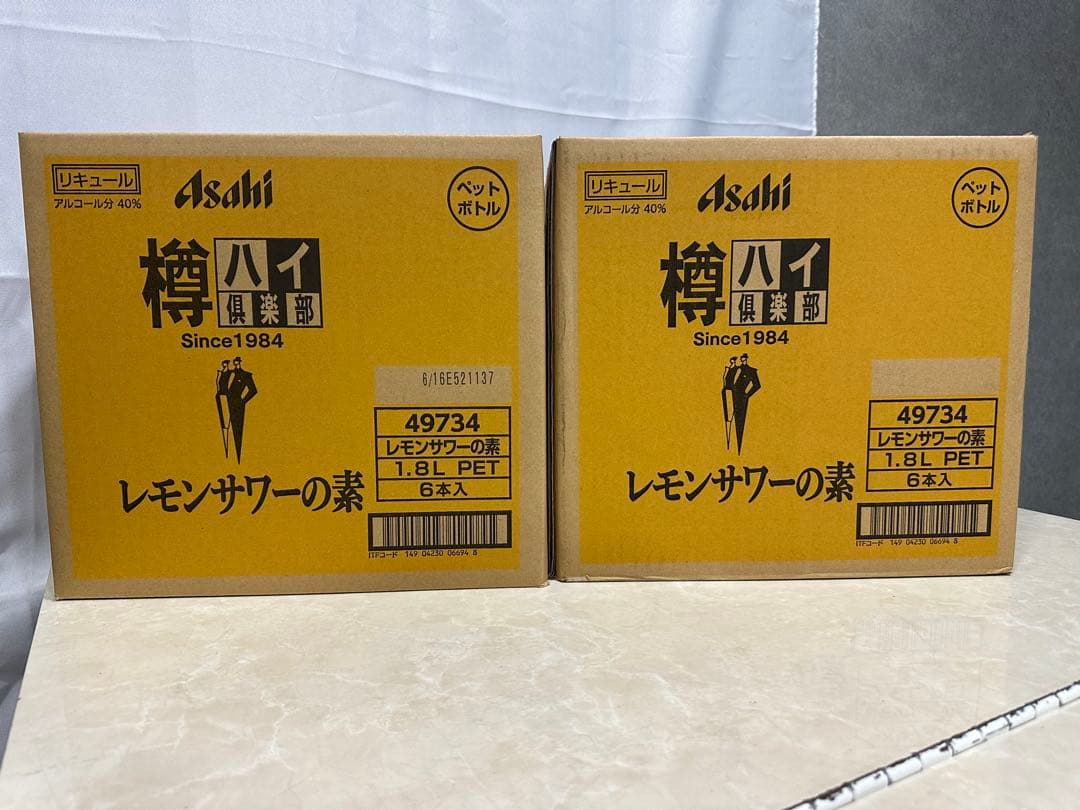 リキュール
アルコール分 40%
Asahi
ペット
ボトル
樽ハイ
倶楽部
Since1984
6/16E521137
49734
レモンサワーの素
1.8L PET
6本入
レモンサワーの素
ITFコード 149 04230 06694 8
リキュール
アルコール分 40%
Asahi
ペット
ボトル
樽ハイ
倶楽部
Since1984
49734
レモンサワーの素
1.8L PET
6本入
レモンサワーの素
ITFコード 149 04230 06694 8